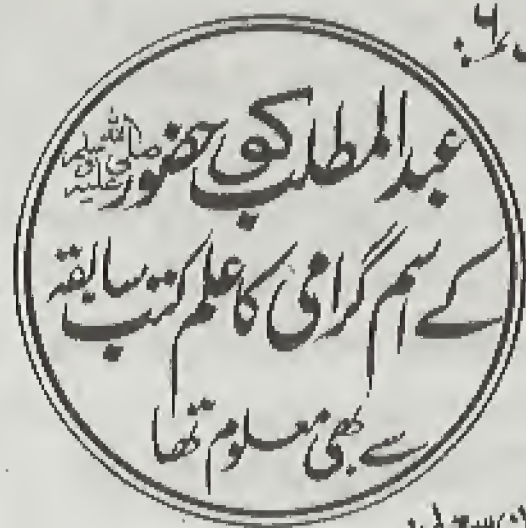 عبدالمطلب کو حضور صلی اللہ علیہ وسلم
کے اسم گرامی کا علم کتب سابقہ
سے بھی معلوم تھا